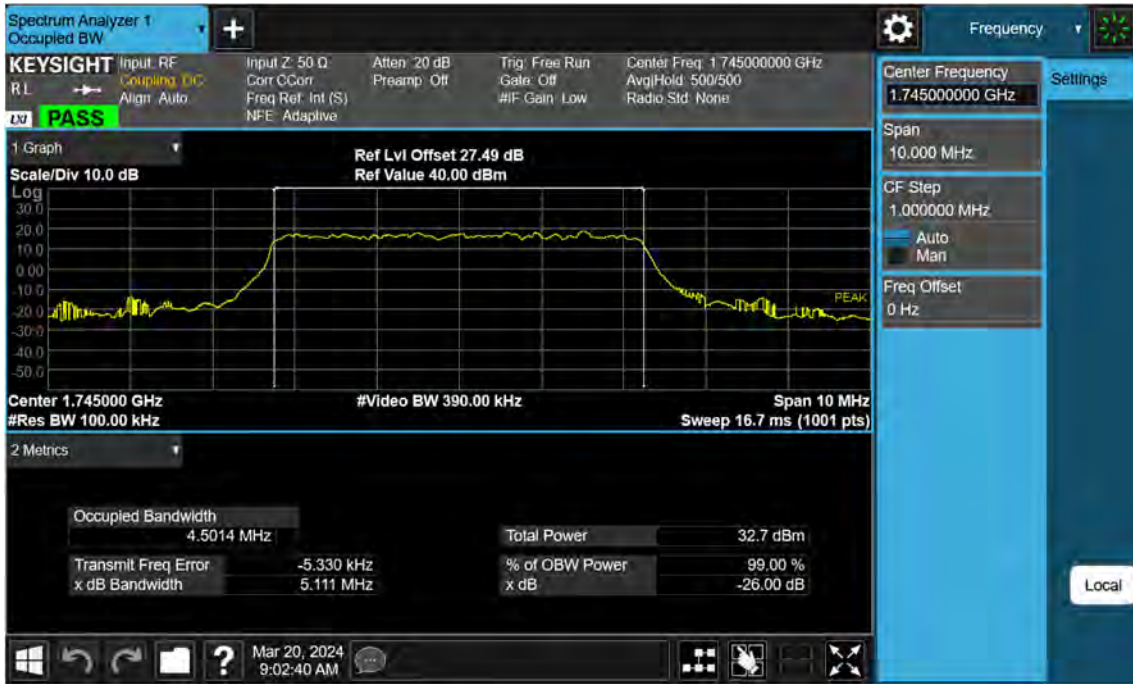 Spectrum Analyzer 1
Occupied BW
+
Frequency
KEYSIGHT
RL
LXI
PASS
Input: RF
Coupling: DC
Align: Auto
Input Z: 50 Ω
Corr CCorr
Freq Ref: Int (S)
NFE: Adaptive
Atten: 20 dB
Preamp: Off
Trig: Free Run
Gate: Off
#IF Gain: Low
Center Freq: 1.745000000 GHz
Avg|Hold: 500/500
Radio Std: None
1 Graph
Scale/Div 10.0 dB
Ref Lvl Offset 27.49 dB
Ref Value 40.00 dBm
Log
30.0
20.0
10.0
0.00
-10.0
-20.0
-30.0
-40.0
-50.0
PEAK
Center 1.745000 GHz
#Video BW 390.00 kHz
Span 10 MHz
#Res BW 100.00 kHz
Sweep 16.7 ms (1001 pts)
2 Metrics
Occupied Bandwidth
4.5014 MHz
Total Power 32.7 dBm
Transmit Freq Error -5.330 kHz
% of OBW Power 99.00 %
x dB Bandwidth 5.111 MHz
x dB -26.00 dB
Center Frequency
1.745000000 GHz
Settings
Span
10.000 MHz
CF Step
1.000000 MHz
Auto
Man
Freq Offset
0 Hz
Local
?
Mar 20, 2024
9:02:40 AM